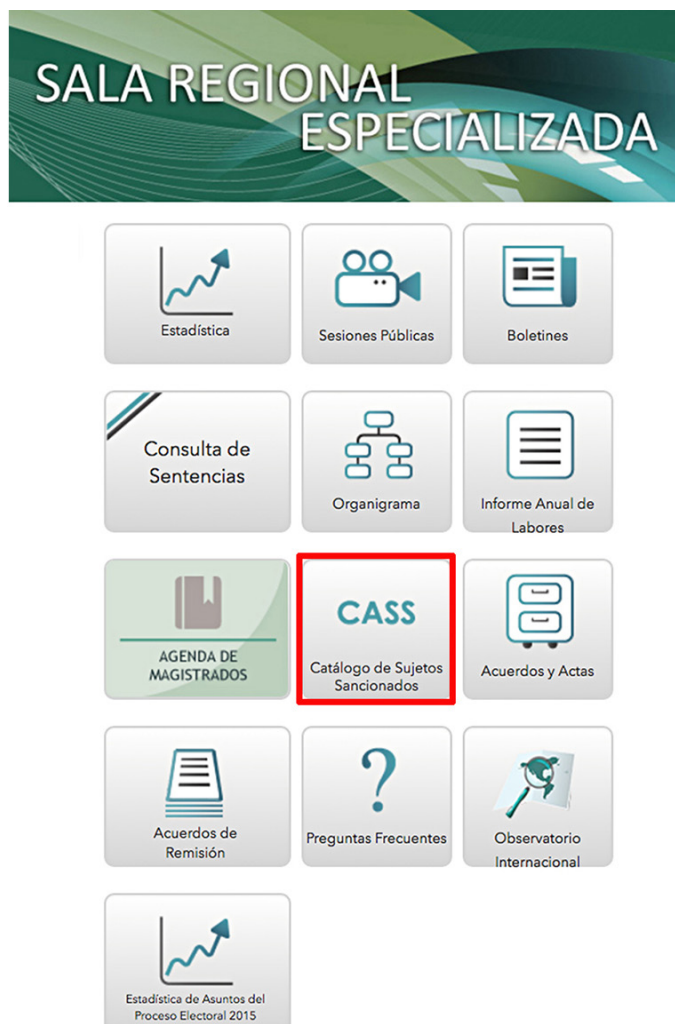 SALA REGIONAL
ESPECIALIZADA
Estadística
Sesiones Públicas
Boletines
Consulta de
Sentencias
Organigrama
Informe Anual de
Labores
AGENDA DE
MAGISTRADOS
CASS
Catálogo de Sujetos
Sancionados
Acuerdos y Actas
Acuerdos de
Remisión
?
Preguntas Frecuentes
Observatorio
Internacional
Estadística de Asuntos del
Proceso Electoral 2015